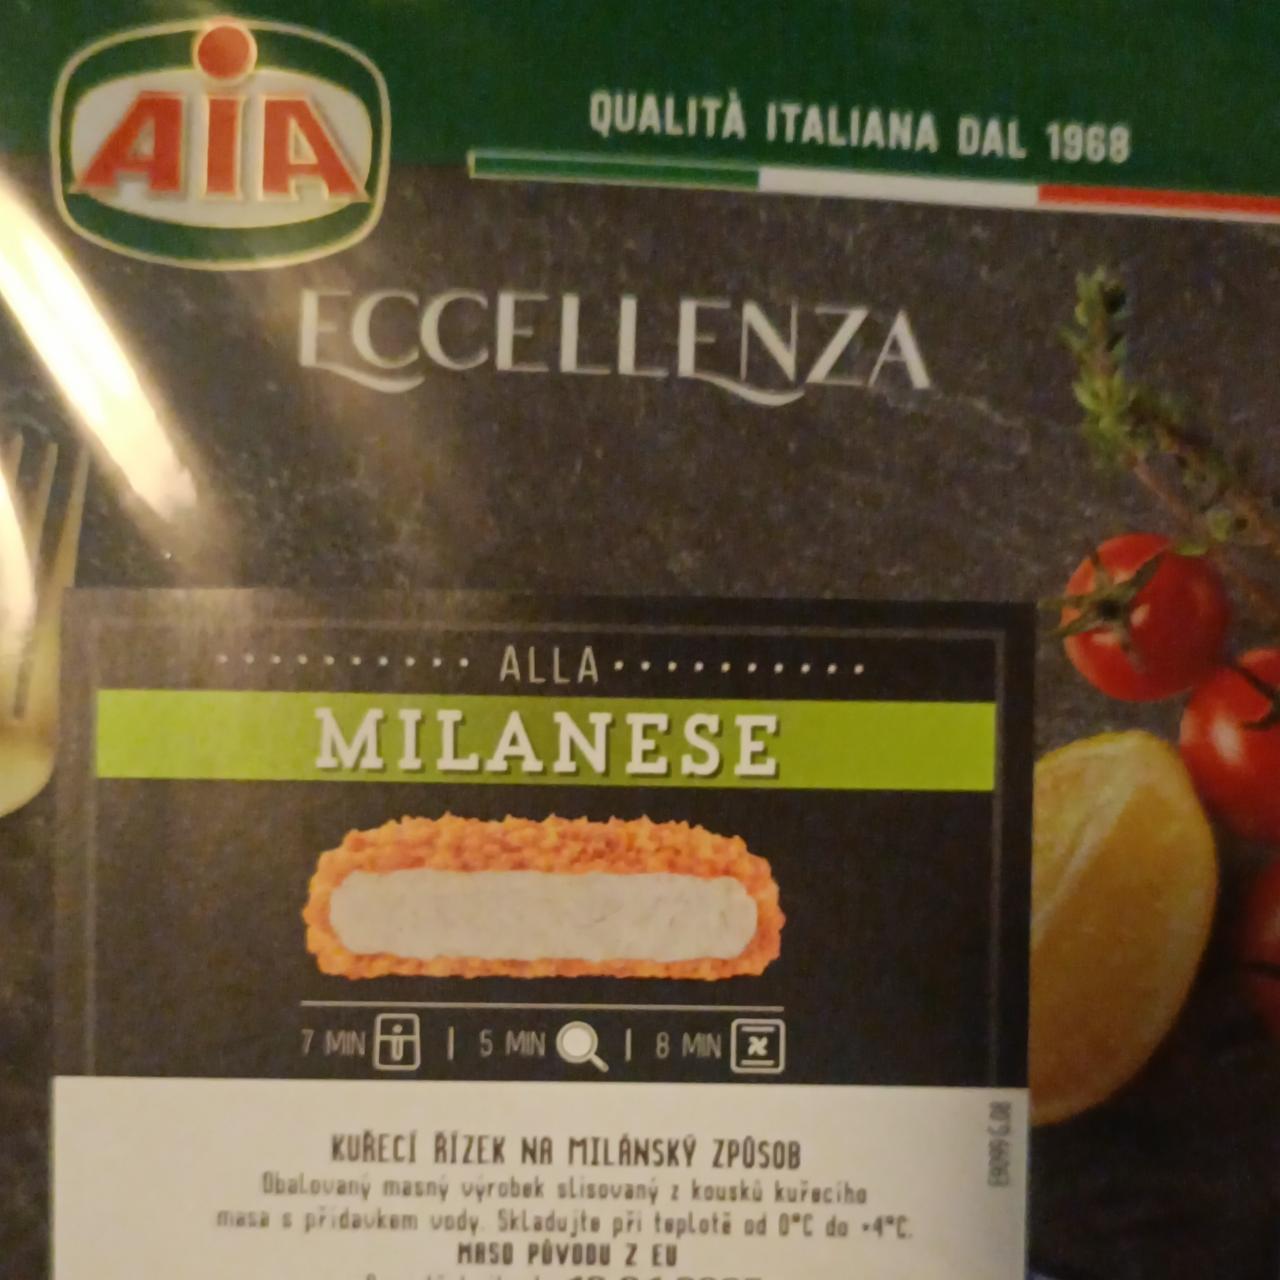 AIA
QUALITÀ ITALIANA DAL 1968
ECCELLENZA
ALLA
MILANESE
7 MIN | 5 MIN | 8 MIN
KUŘECÍ ŘÍZEK NA MILÁNSKÝ ZPŮSOB
Obalovaný masný výrobek slisovaný z kousků kuřecího
masa s přídavkem vody. Skladujte při teplotě od 0°C do +4°C.
MASO PŮVODU Z EU